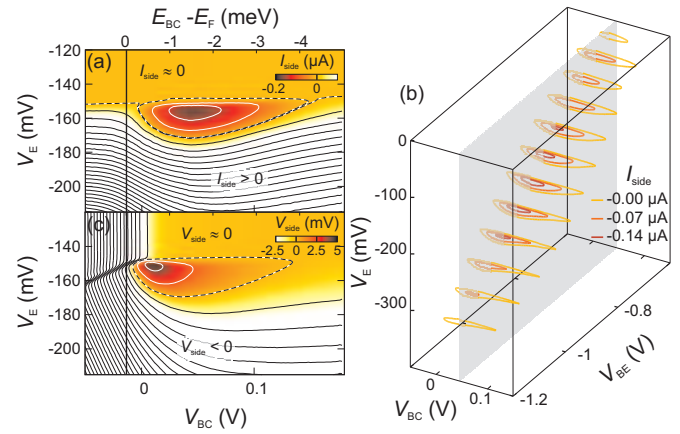 E_BC - E_F (meV)
0 -1 -2 -3 -4
-120
-140
-160
-180
-200
V_E (mV)
(a)
I_side ≈ 0
I_side (µA)
-0.2 0
I_side > 0
-140
-160
-180
-200
-215
V_E (mV)
(c)
V_side ≈ 0
V_side (mV)
-2.5 0 2.5 5
V_side < 0
0 0.1
V_BC (V)
(b)
0
-100
-200
-300
V_E (mV)
I_side
-0.00 µA
-0.07 µA
-0.14 µA
0 0.1
V_BC (V)
-1.2 -1 -0.8
V_BE (V)